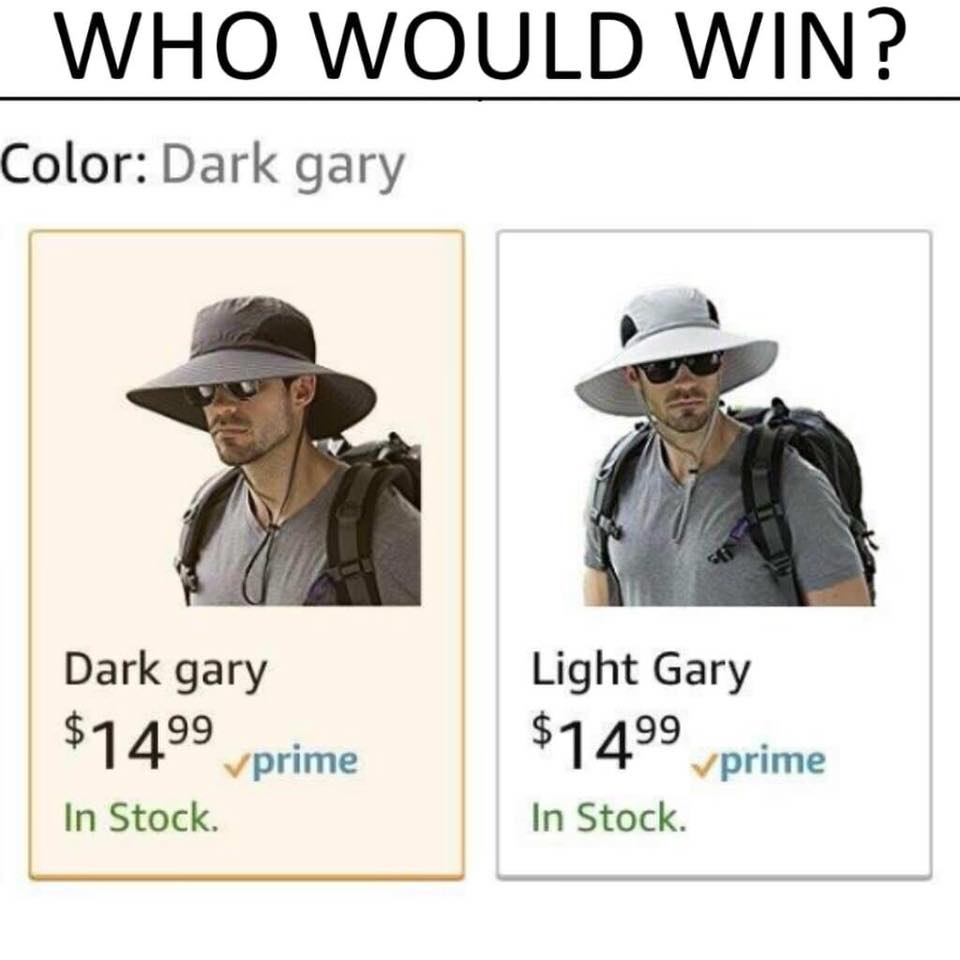 WHO WOULD WIN?
Color: Dark gary
Dark gary
Light Gary
$14⁹⁹ prime
$14⁹⁹ prime
In Stock.
In Stock.